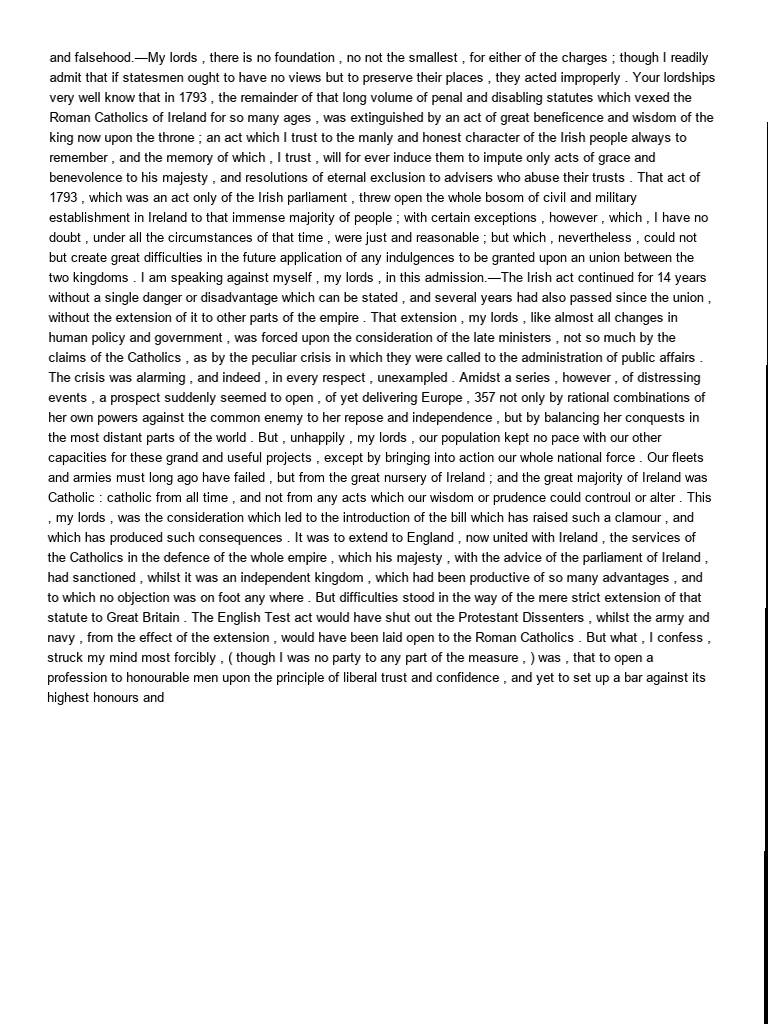 and falsehood.—My lords , there is no foundation , no not the smallest , for either of the charges ; though I readily
admit that if statesmen ought to have no views but to preserve their places , they acted improperly . Your lordships
very well know that in 1793 , the remainder of that long volume of penal and disabling statutes which vexed the
Roman Catholics of Ireland for so many ages , was extinguished by an act of great beneficence and wisdom of the
king now upon the throne ; an act which I trust to the manly and honest character of the Irish people always to
remember , and the memory of which , I trust , will for ever induce them to impute only acts of grace and
benevolence to his majesty , and resolutions of eternal exclusion to advisers who abuse their trusts . That act of
1793 , which was an act only of the Irish parliament , threw open the whole bosom of civil and military
establishment in Ireland to that immense majority of people ; with certain exceptions , however , which , I have no
doubt , under all the circumstances of that time , were just and reasonable ; but which , nevertheless , could not
but create great difficulties in the future application of any indulgences to be granted upon an union between the
two kingdoms . I am speaking against myself , my lords , in this admission.—The Irish act continued for 14 years
without a single danger or disadvantage which can be stated , and several years had also passed since the union ,
without the extension of it to other parts of the empire . That extension , my lords , like almost all changes in
human policy and government , was forced upon the consideration of the late ministers , not so much by the
claims of the Catholics , as by the peculiar crisis in which they were called to the administration of public affairs .
The crisis was alarming , and indeed , in every respect , unexampled . Amidst a series , however , of distressing
events , a prospect suddenly seemed to open , of yet delivering Europe , 357 not only by rational combinations of
her own powers against the common enemy to her repose and independence , but by balancing her conquests in
the most distant parts of the world . But , unhappily , my lords , our population kept no pace with our other
capacities for these grand and useful projects , except by bringing into action our whole national force . Our fleets
and armies must long ago have failed , but from the great nursery of Ireland ; and the great majority of Ireland was
Catholic : catholic from all time , and not from any acts which our wisdom or prudence could controul or alter . This
, my lords , was the consideration which led to the introduction of the bill which has raised such a clamour , and
which has produced such consequences . It was to extend to England , now united with Ireland , the services of
the Catholics in the defence of the whole empire , which his majesty , with the advice of the parliament of Ireland ,
had sanctioned , whilst it was an independent kingdom , which had been productive of so many advantages , and
to which no objection was on foot any where . But difficulties stood in the way of the mere strict extension of that
statute to Great Britain . The English Test act would have shut out the Protestant Dissenters , whilst the army and
navy , from the effect of the extension , would have been laid open to the Roman Catholics . But what , I confess ,
struck my mind most forcibly , ( though I was no party to any part of the measure , ) was , that to open a
profession to honourable men upon the principle of liberal trust and confidence , and yet to set up a bar against its
highest honours and